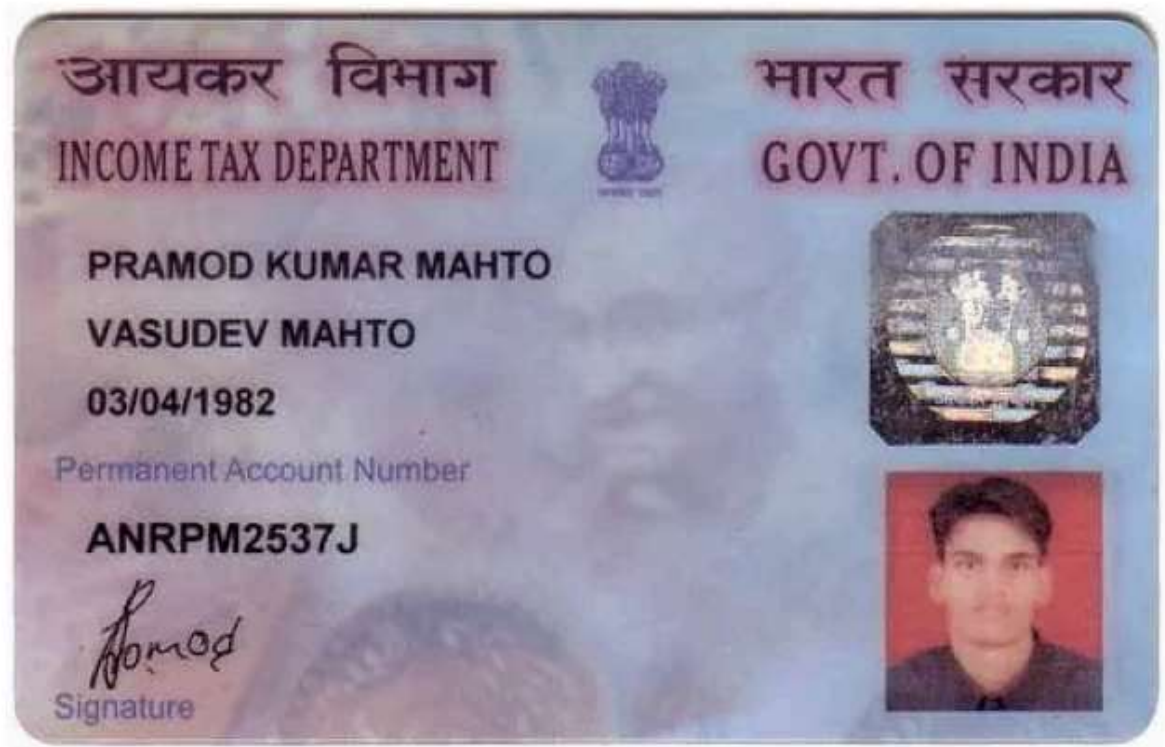 आयकर विभाग भारत सरकार
INCOME TAX DEPARTMENT GOVT. OF INDIA
PRAMOD KUMAR MAHTO
VASUDEV MAHTO
03/04/1982
Permanent Account Number
ANRPM2537J
Pramod
Signature